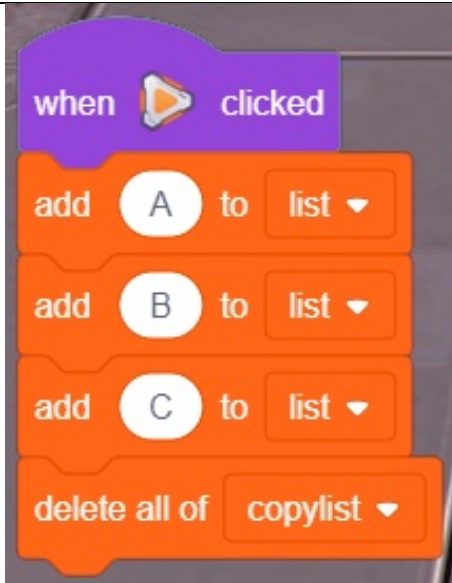 when clicked
add A to list
add B to list
add C to list
delete all of copylist